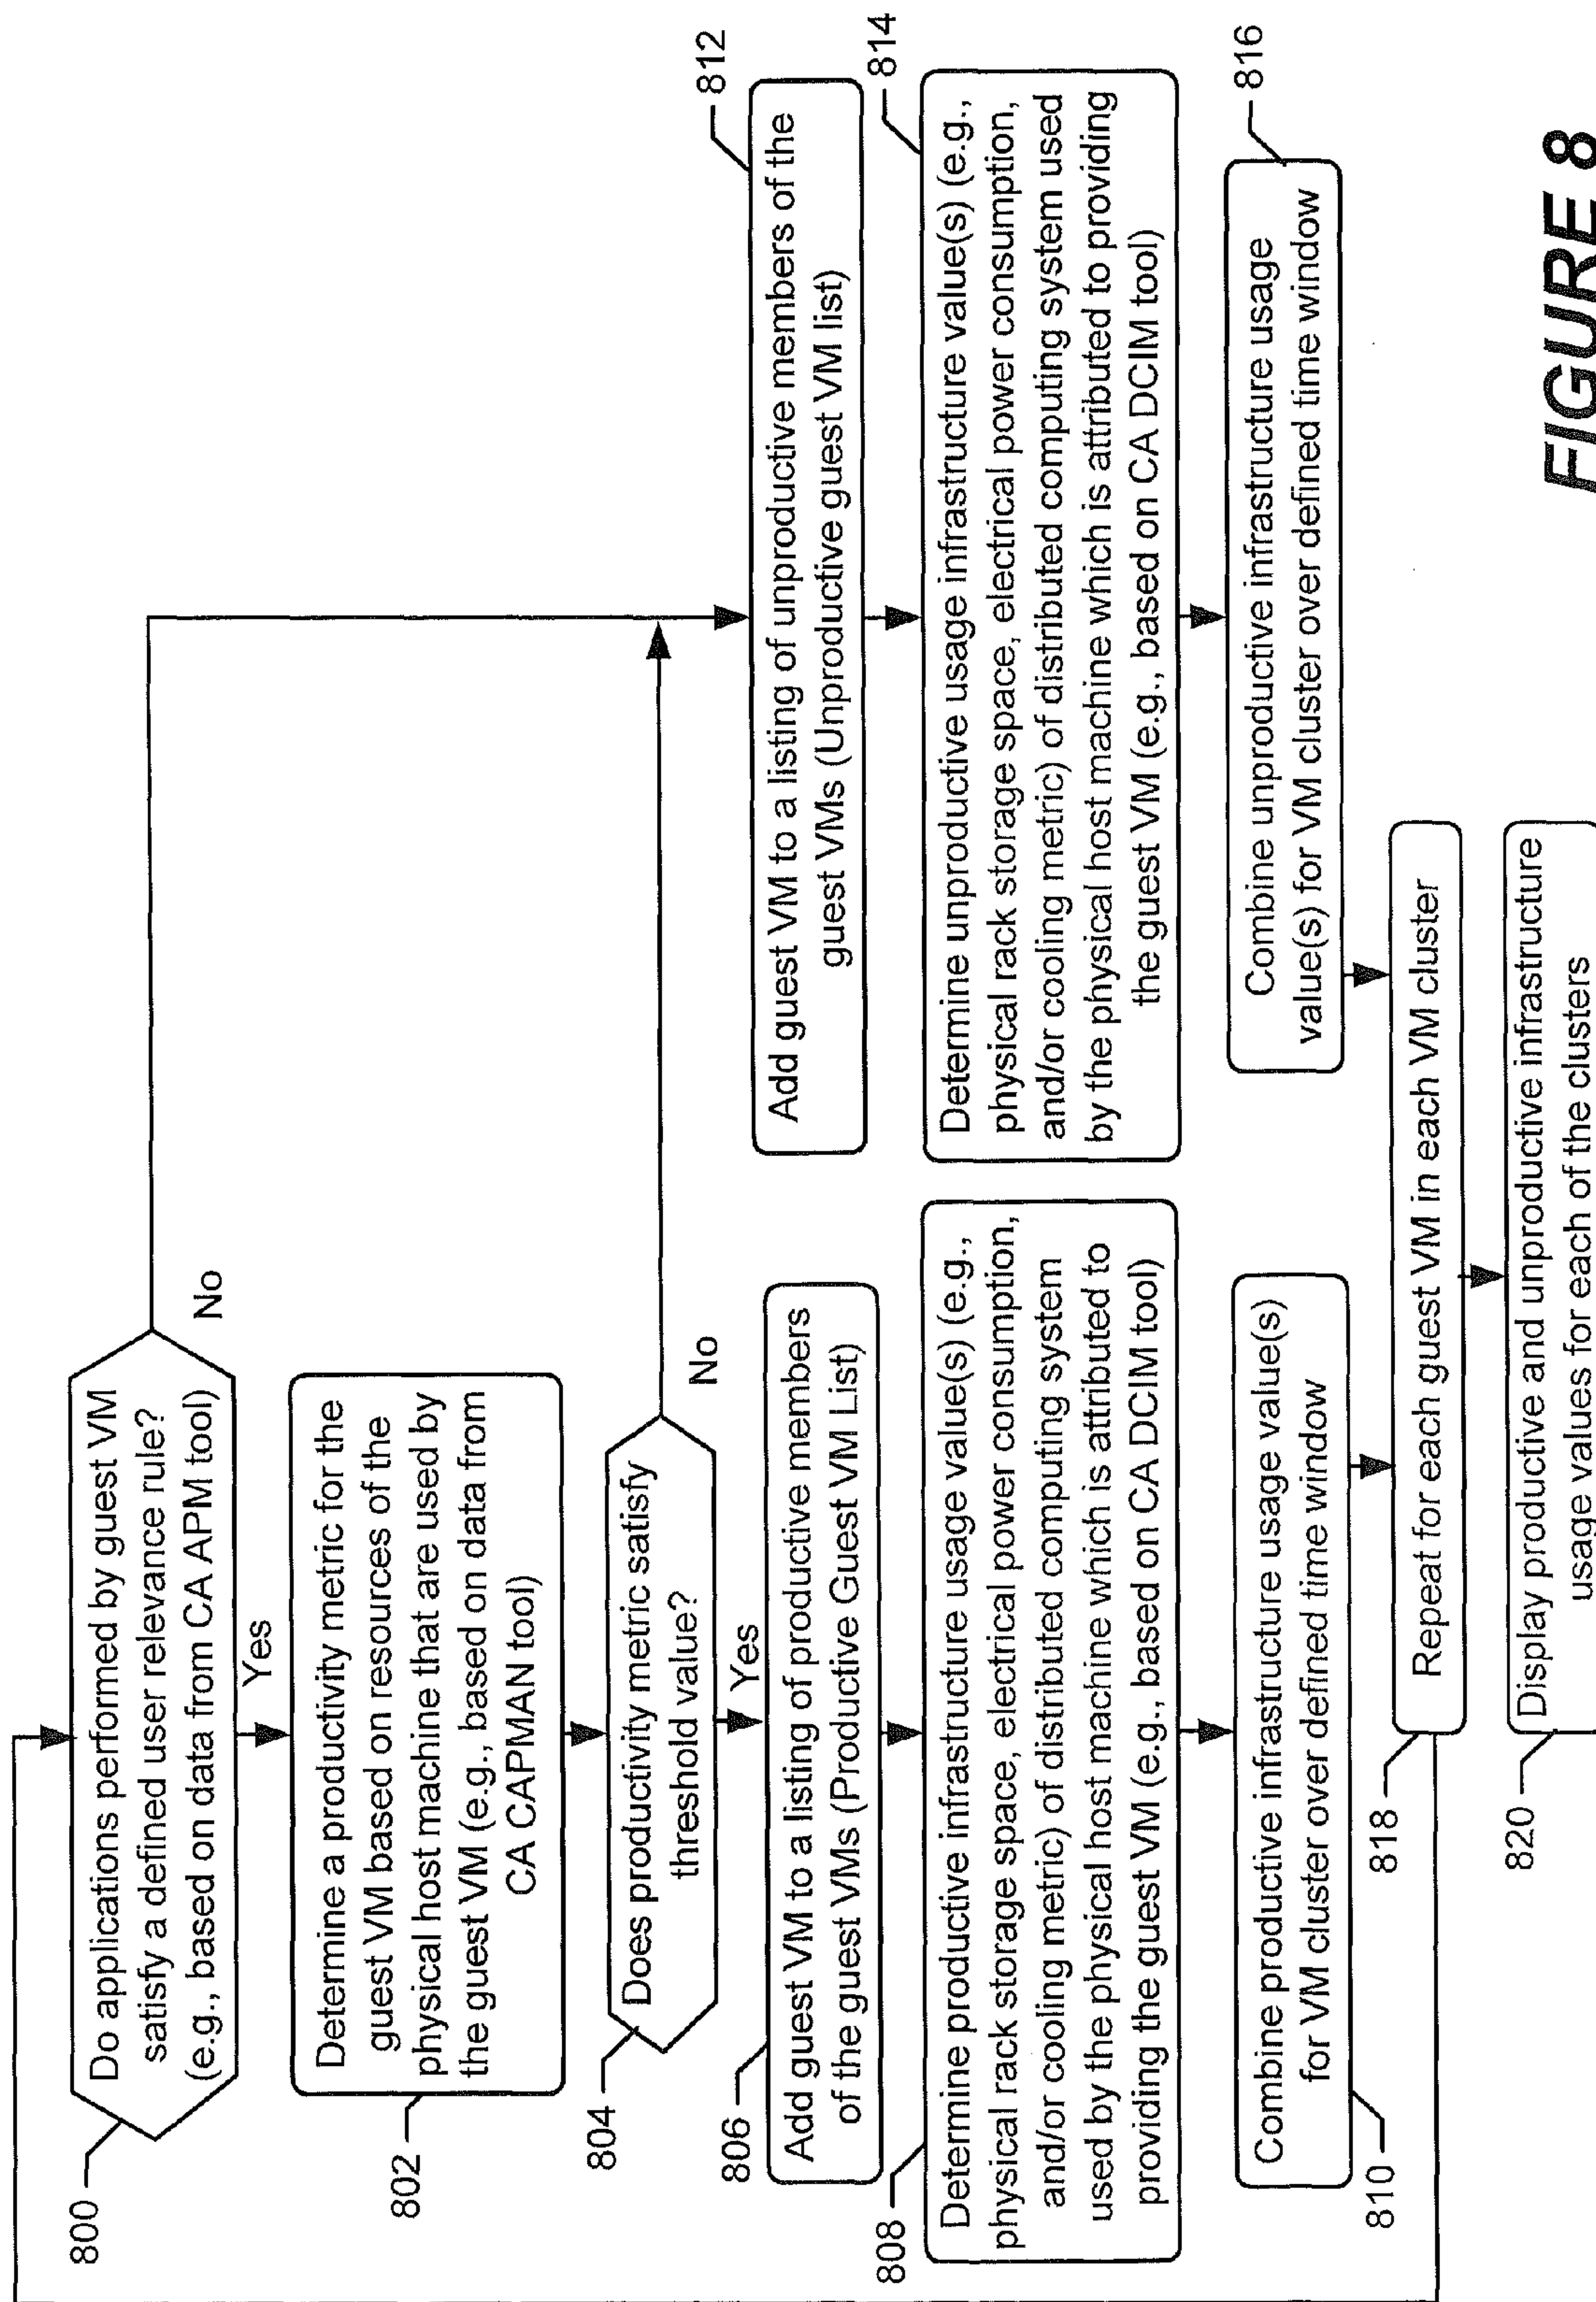 800
Do applications performed by guest VM
satisfy a defined user relevance rule?
(e.g., based on data from CA APM tool)
No
Yes
802
Determine a productivity metric for the
guest VM based on resources of the
physical host machine that are used by
the guest VM (e.g., based on data from
CA CAPMAN tool)
804
Does productivity metric satisfy
threshold value?
No
Yes
806
Add guest VM to a listing of productive members
of the guest VMs (Productive Guest VM List)
808
Determine productive infrastructure usage value(s) (e.g.,
physical rack storage space, electrical power consumption,
and/or cooling metric) of distributed computing system
used by the physical host machine which is attributed to
providing the guest VM (e.g., based on CA DCIM tool)
810
Combine productive infrastructure usage value(s)
for VM cluster over defined time window
812
Add guest VM to a listing of unproductive members of the
guest VMs (Unproductive guest VM list)
814
Determine unproductive usage infrastructure value(s) (e.g.,
physical rack storage space, electrical power consumption,
and/or cooling metric) of distributed computing system used
by the physical host machine which is attributed to providing
the guest VM (e.g., based on CA DCIM tool)
816
Combine unproductive infrastructure usage
value(s) for VM cluster over defined time window
818
Repeat for each guest VM in each VM cluster
820
Display productive and unproductive infrastructure
usage values for each of the clusters
FIGURE 8